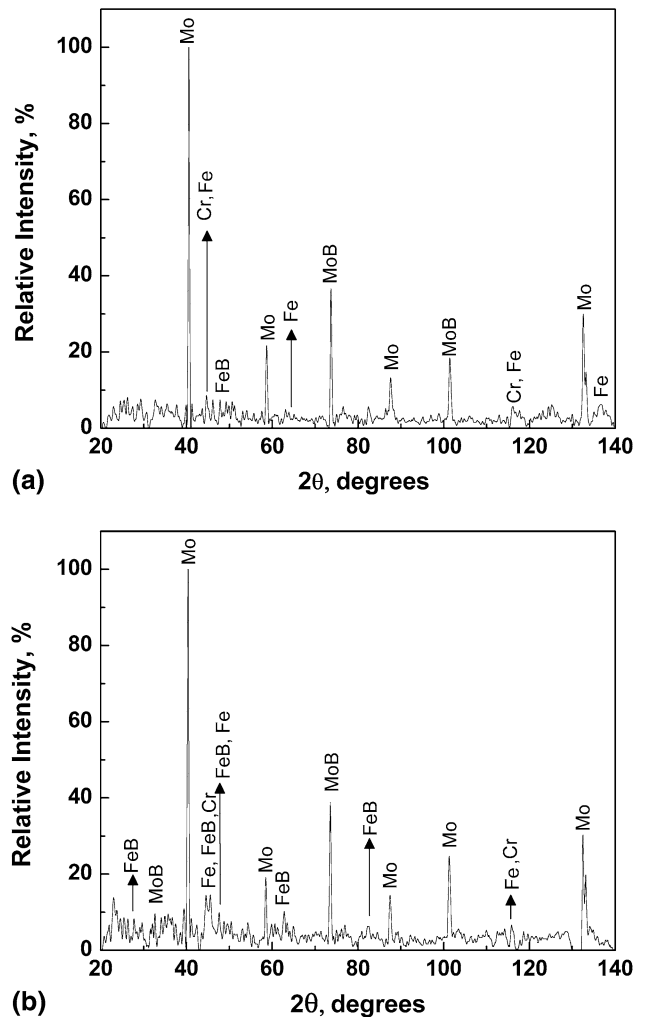 Relative Intensity, %
100
80
60
40
20
0
Mo
Cr, Fe
FeB
Mo
Fe
MoB
Mo
MoB
Cr, Fe
Mo
Fe
20 40 60 80 100 120 140
2θ, degrees
(a)
Relative Intensity, %
100
80
60
40
20
0
FeB
MoB
Mo
Fe, FeB,Cr
FeB, Fe
Mo
FeB
MoB
FeB
Mo
Mo
Fe,Cr
Mo
20 40 60 80 100 120 140
2θ, degrees
(b)